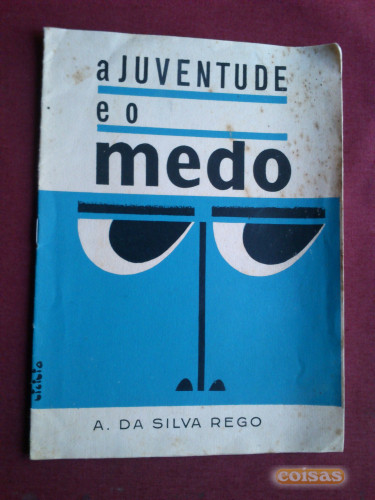 a JUVENTUDE
e o
medo
A. DA SILVA REGO
coisas